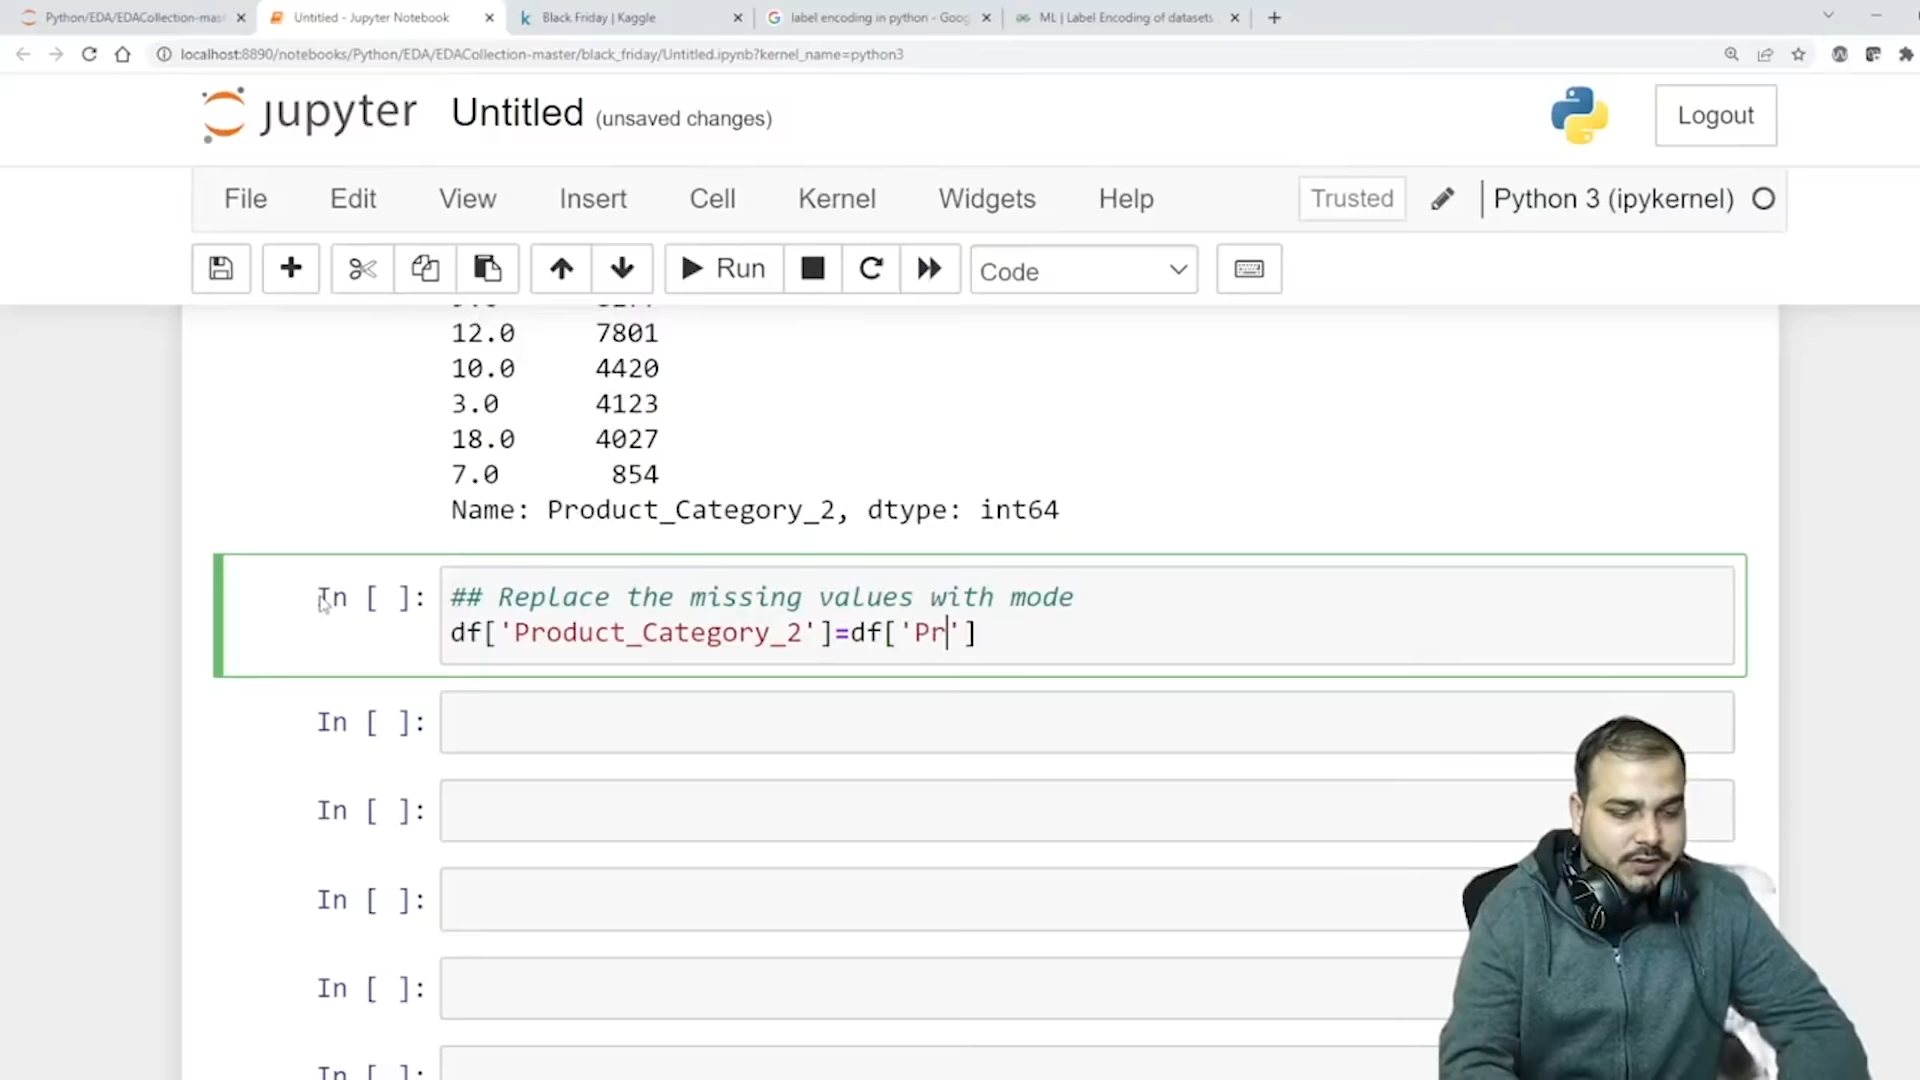 Python/EDA/EDACollection-mas
Untitled - Jupyter Notebook
Black Friday | Kaggle
label encoding in python - Goog
ML | Label Encoding of datasets
localhost:8890/notebooks/Python/EDA/EDACollection-master/black_friday/Untitled.ipynb?kernel_name=python3
jupyter Untitled (unsaved changes)
Logout
File Edit View Insert Cell Kernel Widgets Help Trusted Python 3 (ipykernel)
Run Code
12.0 7801
10.0 4420
3.0 4123
18.0 4027
7.0 854
Name: Product_Category_2, dtype: int64
In [ ]: ## Replace the missing values with mode
df['Product_Category_2']=df['Pr']
In [ ]:
In [ ]:
In [ ]:
In [ ]:
In [ ]: